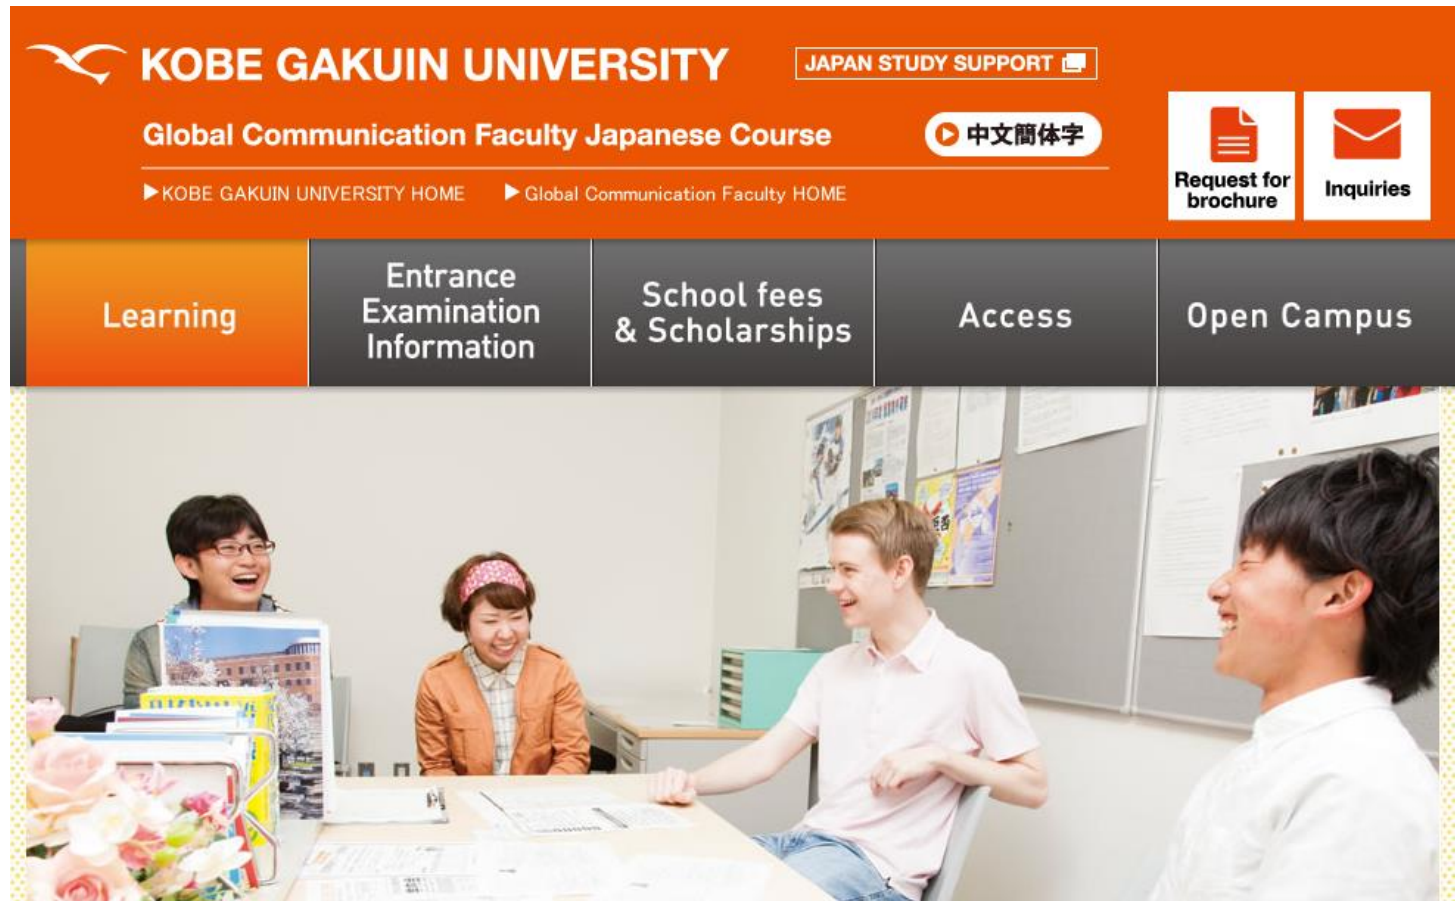 KOBE GAKUIN UNIVERSITY
JAPAN STUDY SUPPORT
Global Communication Faculty Japanese Course
中文簡体字
▶KOBE GAKUIN UNIVERSITY HOME
▶Global Communication Faculty HOME
Request for
brochure
Inquiries
Learning
Entrance
Examination
Information
School fees
& Scholarships
Access
Open Campus